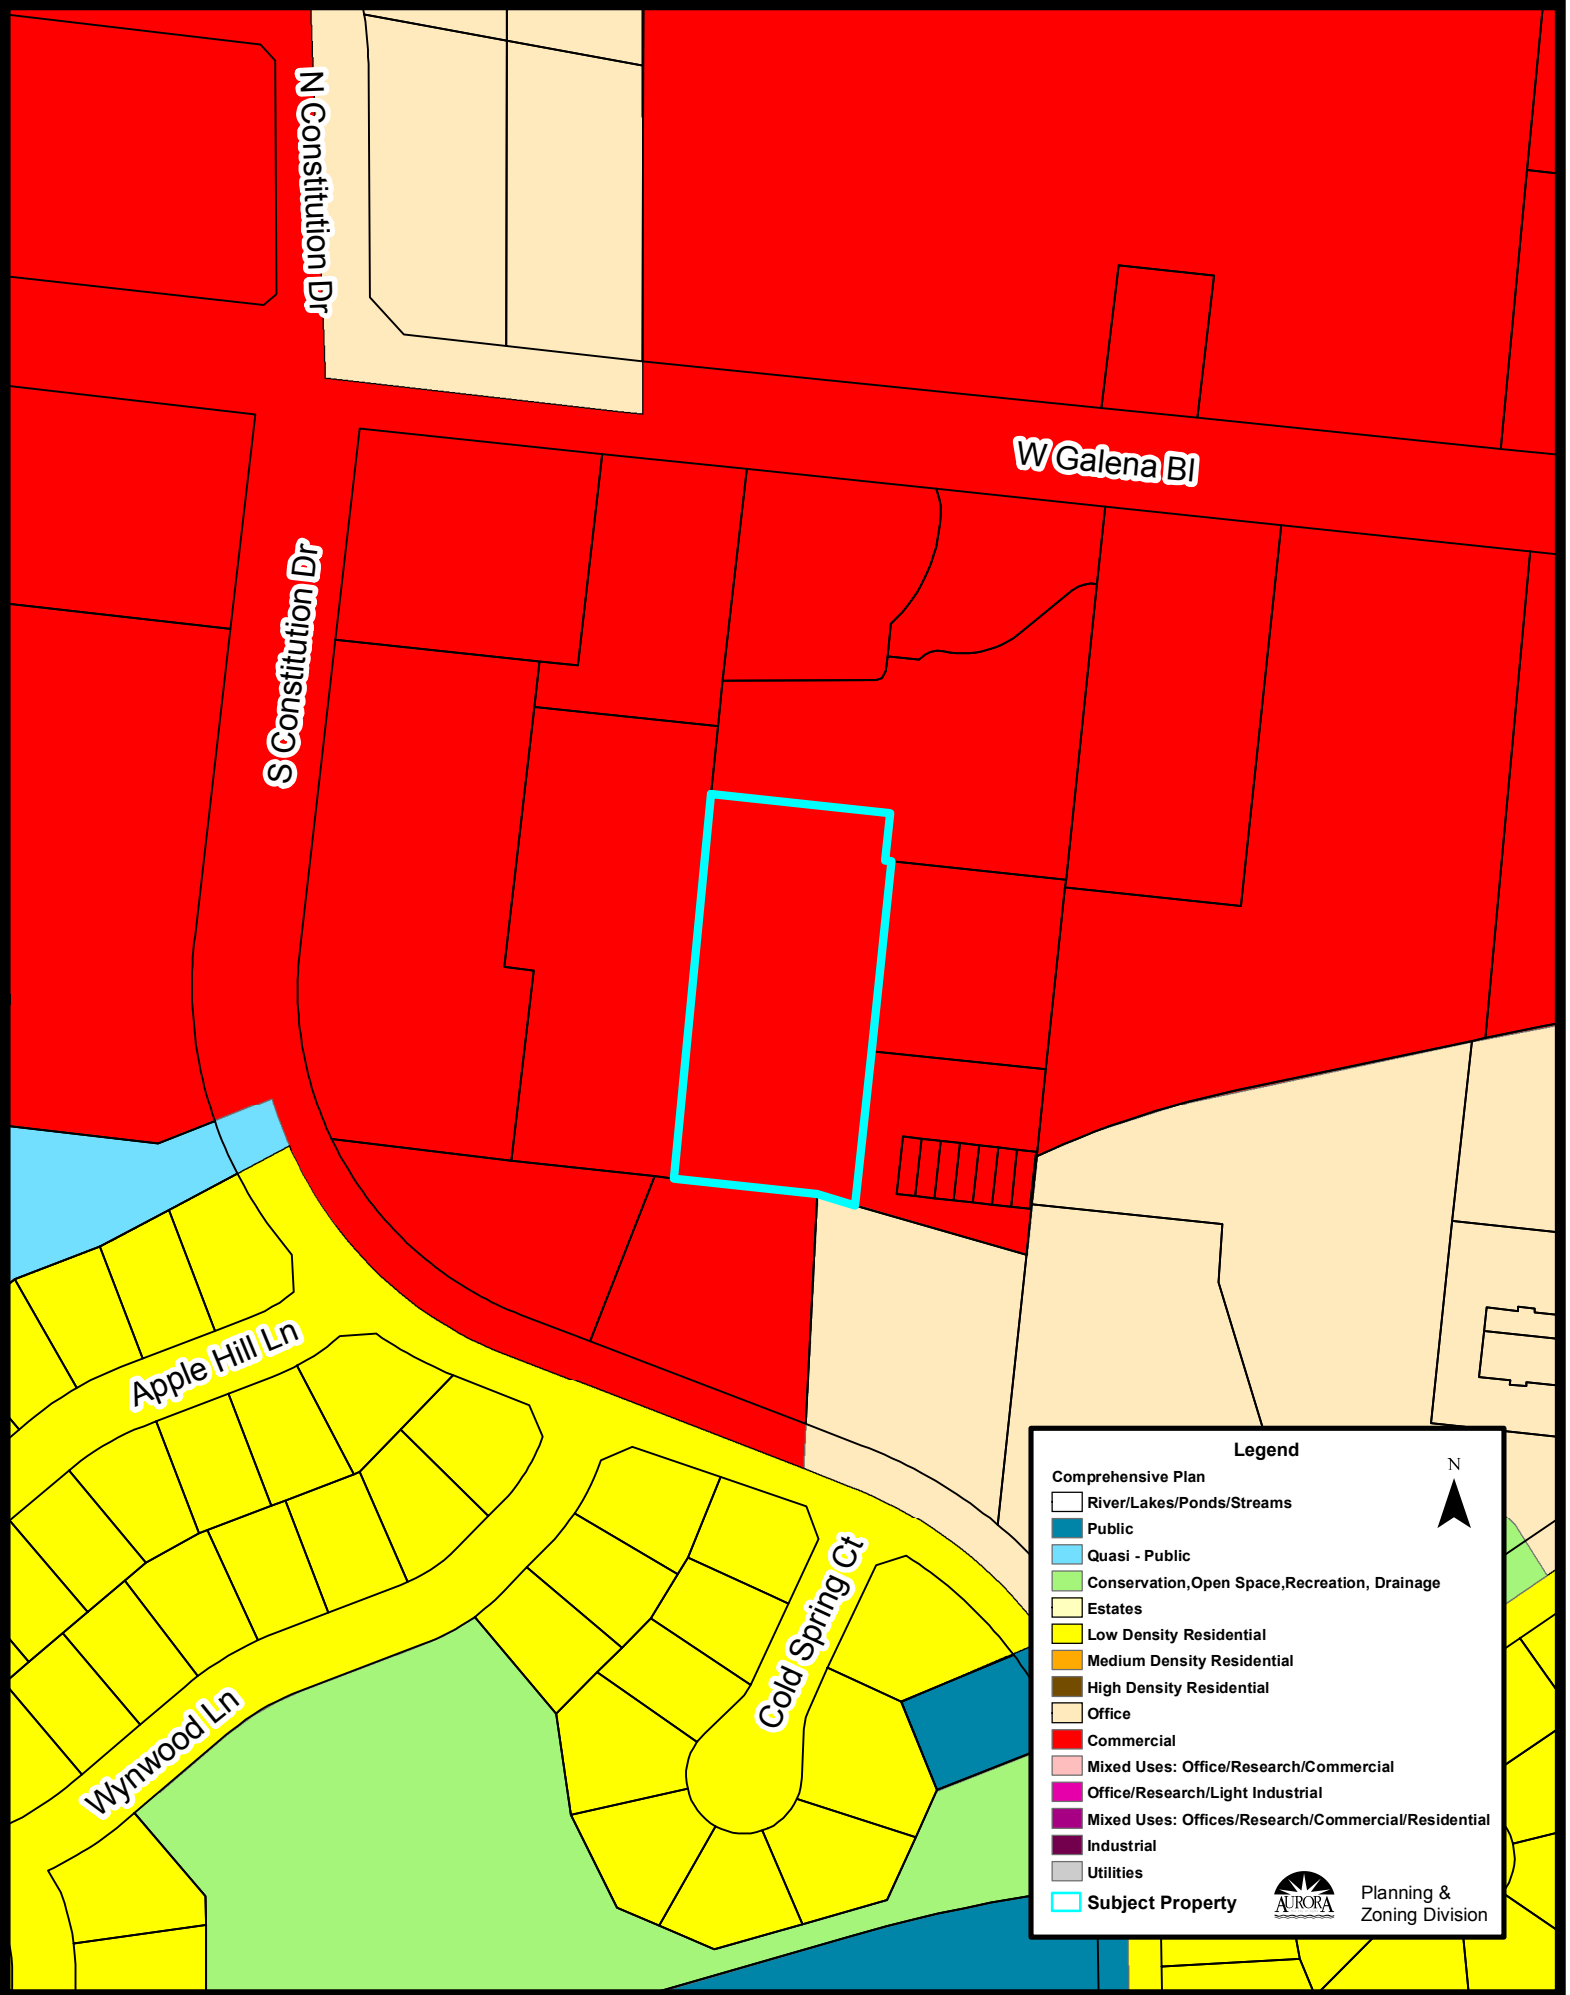 N Constitution Dr
W Galena Bl
S Constitution Dr
Apple Hill Ln
Cold Spring Ct
Wynwood Ln
Legend
Comprehensive Plan
N
River/Lakes/Ponds/Streams
Public
Quasi - Public
Conservation,Open Space,Recreation, Drainage
Estates
Low Density Residential
Medium Density Residential
High Density Residential
Office
Commercial
Mixed Uses: Office/Research/Commercial
Office/Research/Light Industrial
Mixed Uses: Offices/Research/Commercial/Residential
Industrial
Utilities
Subject Property
AURORA
Planning &
Zoning Division